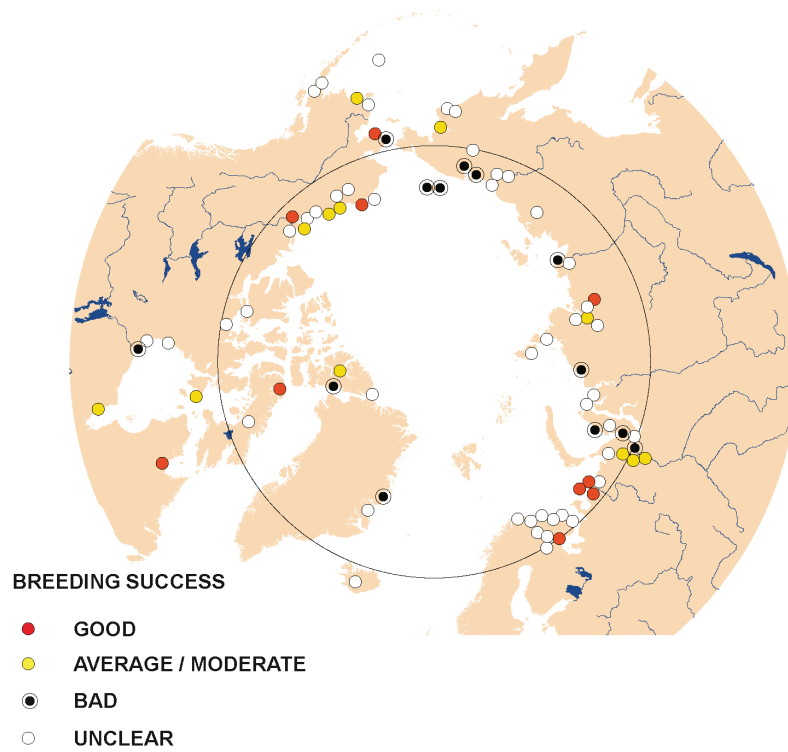 BREEDING SUCCESS
GOOD
AVERAGE / MODERATE
BAD
UNCLEAR